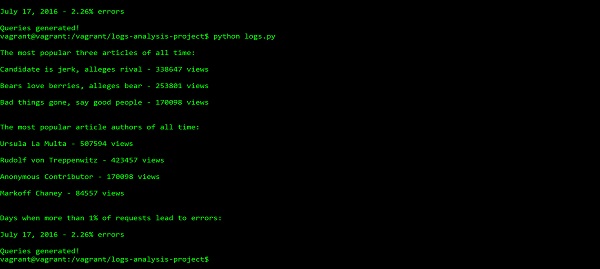 July 17, 2016 - 2.26% errors
Queries generated!
vagrant@vagrant:/vagrant/logs-analysis-project$ python logs.py
The most popular three articles of all time:
Candidate is jerk, alleges rival - 338647 views
Bears love berries, alleges bear - 253801 views
Bad things gone, say good people - 170098 views
The most popular article authors of all time:
Ursula La Multa - 507594 views
Rudolf von Treppenwitz - 423457 views
Anonymous Contributor - 170098 views
Markoff Chaney - 84557 views
Days when more than 1% of requests lead to errors:
July 17, 2016 - 2.26% errors
Queries generated!
vagrant@vagrant:/vagrant/logs-analysis-project$